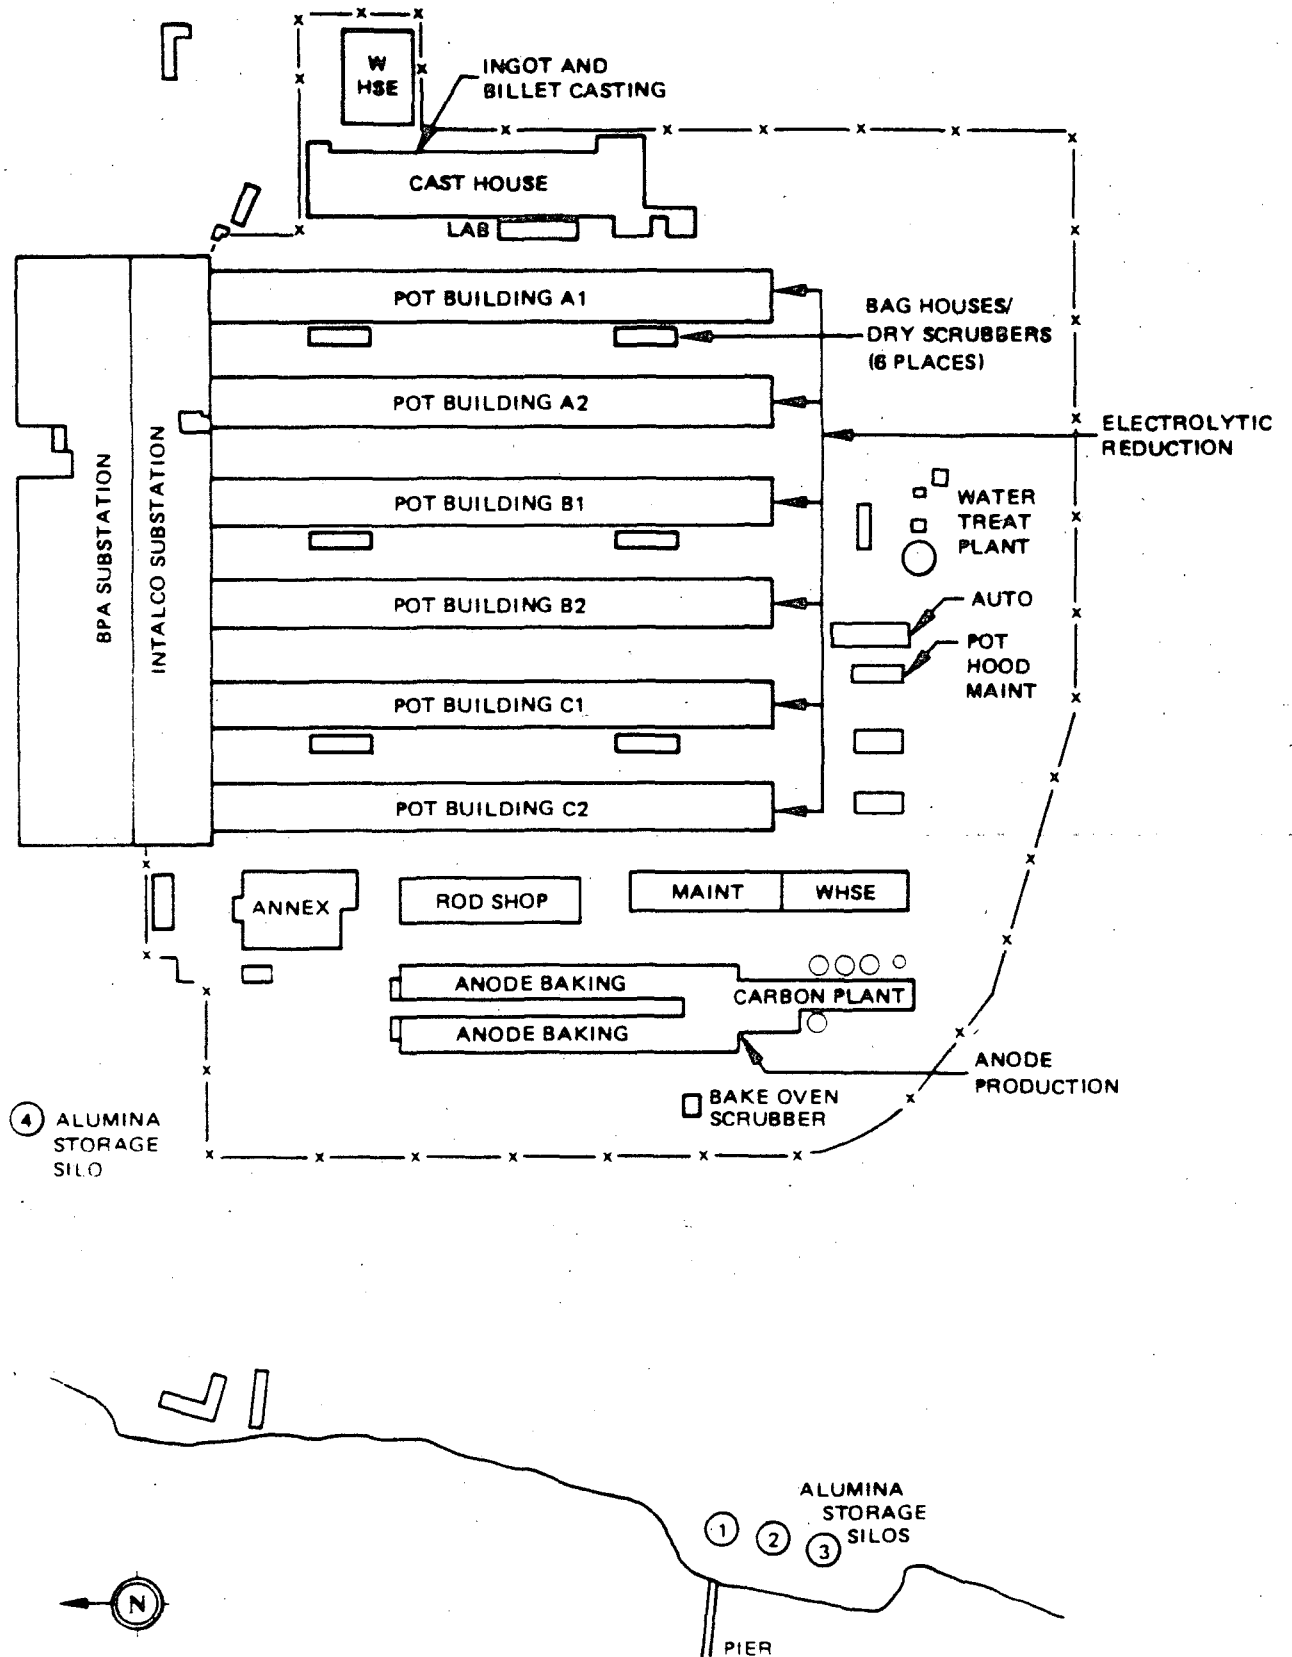 W
HSE
INGOT AND
BILLET CASTING
CAST HOUSE
LAB
POT BUILDING A1
BAG HOUSES/
DRY SCRUBBERS
(6 PLACES)
POT BUILDING A2
ELECTROLYTIC
REDUCTION
BPA SUBSTATION
INTALCO SUBSTATION
POT BUILDING B1
WATER
TREAT
PLANT
POT BUILDING B2
AUTO
POT
HOOD
MAINT
POT BUILDING C1
POT BUILDING C2
ANNEX
ROD SHOP
MAINT
WHSE
ANODE BAKING
CARBON PLANT
ANODE BAKING
ANODE
PRODUCTION
BAKE OVEN
SCRUBBER
4
ALUMINA
STORAGE
SILO
ALUMINA
STORAGE
SILOS
1
2
3
N
PIER